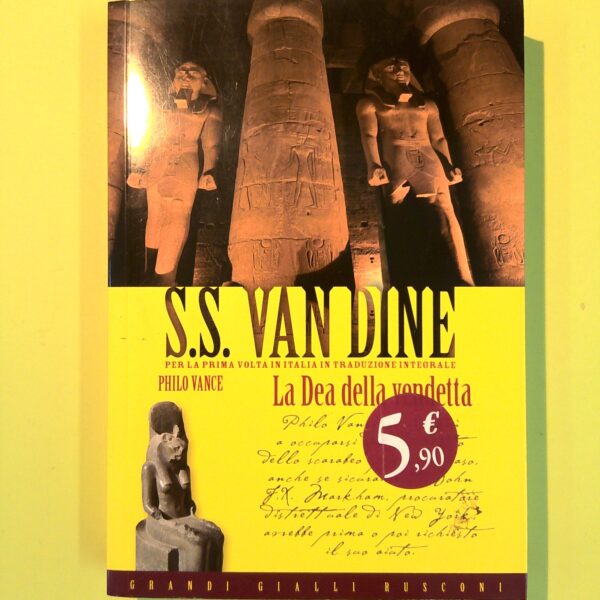 S.S. VAN DINE
PER LA PRIMA VOLTA IN ITALIA IN TRADUZIONE INTEGRALE
PHILO VANCE
La Dea della vendetta
Philo Van
a occuparsi
dello scarabeo
anche se John
F.X. Markham, procuratore
distrettuale di New York
avrebbe prima o poi richiesto
il suo aiuto.
5,90 €
GRANDI GIALLI RUSCONI